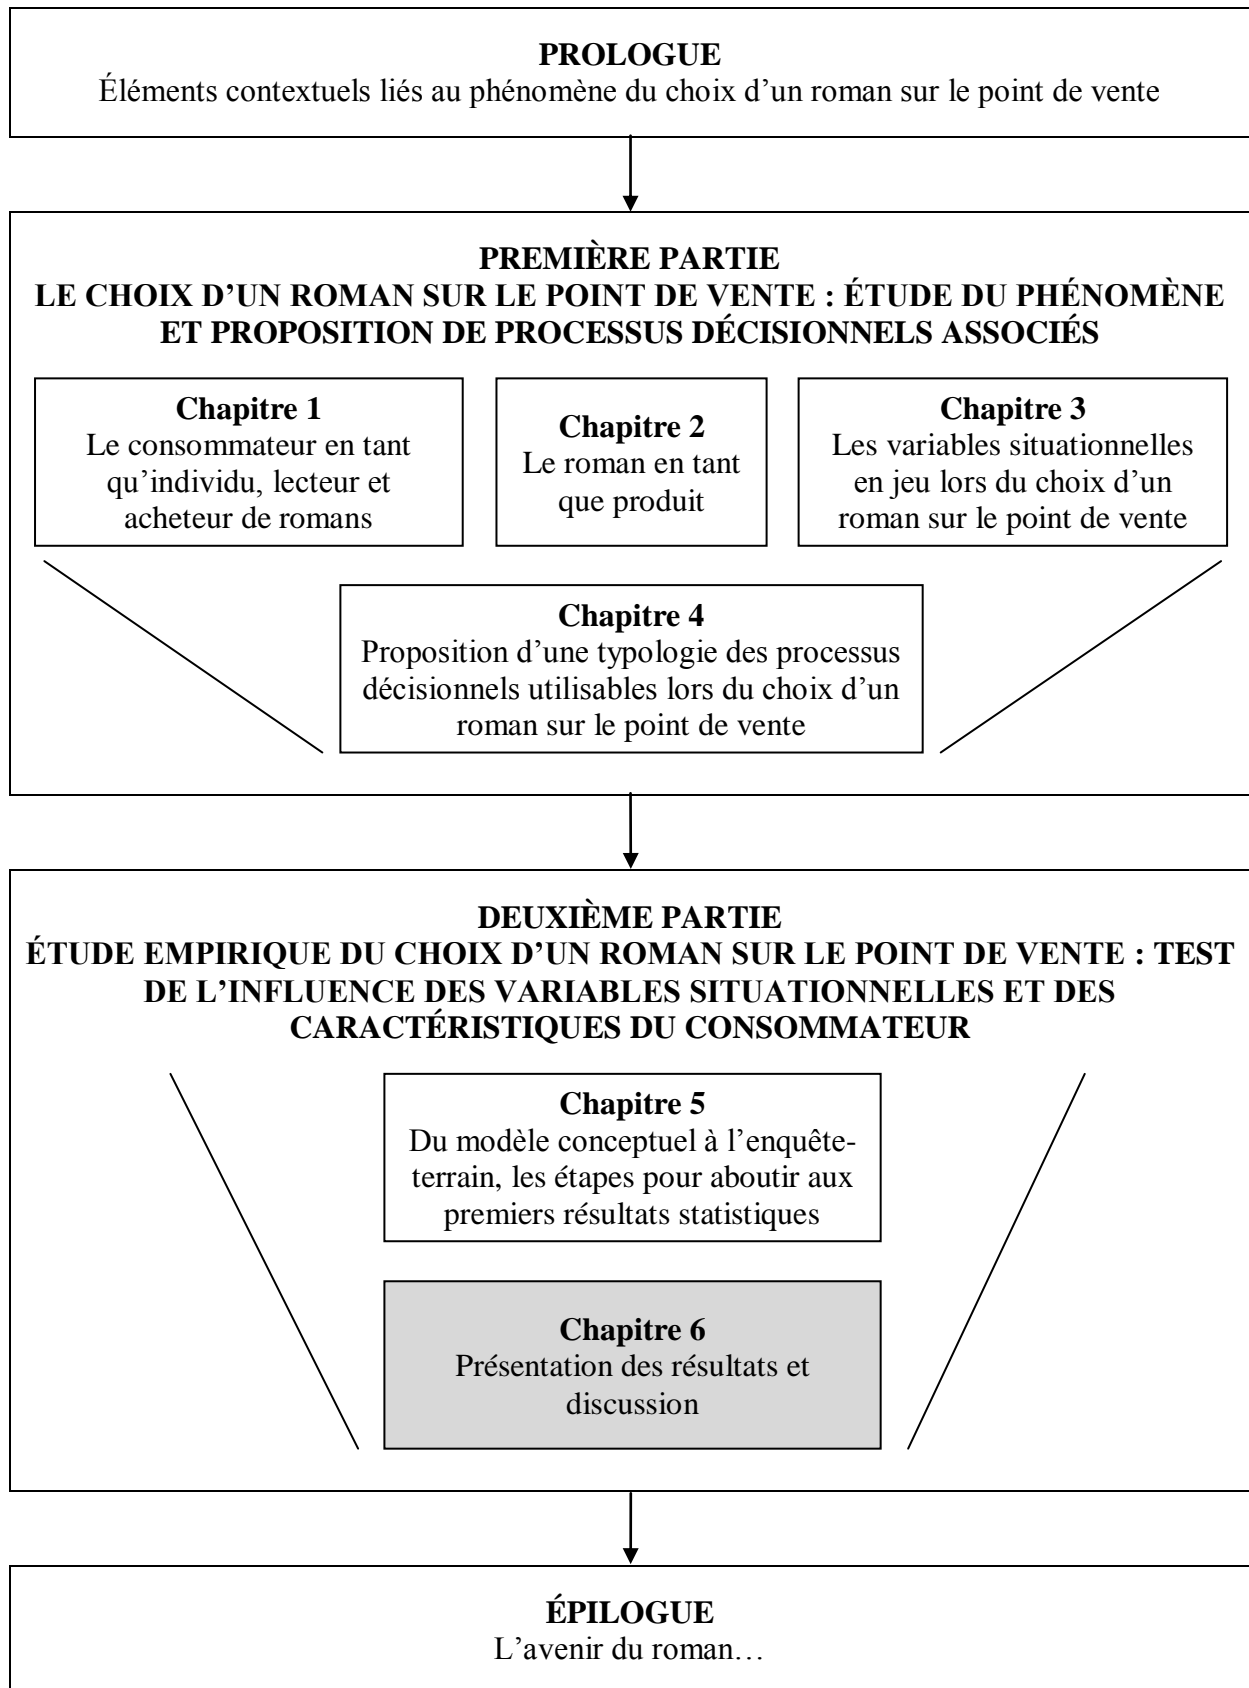 PROLOGUE
Éléments contextuels liés au phénomène du choix d’un roman sur le point de vente
PREMIÈRE PARTIE
LE CHOIX D’UN ROMAN SUR LE POINT DE VENTE : ÉTUDE DU PHÉNOMÈNE
ET PROPOSITION DE PROCESSUS DÉCISIONNELS ASSOCIÉS
Chapitre 1
Le consommateur en tant
qu’individu, lecteur et
acheteur de romans
Chapitre 2
Le roman en tant
que produit
Chapitre 3
Les variables situationnelles
en jeu lors du choix d’un
roman sur le point de vente
Chapitre 4
Proposition d’une typologie des processus
décisionnels utilisables lors du choix d’un
roman sur le point de vente
DEUXIÈME PARTIE
ÉTUDE EMPIRIQUE DU CHOIX D’UN ROMAN SUR LE POINT DE VENTE : TEST
DE L’INFLUENCE DES VARIABLES SITUATIONNELLES ET DES
CARACTÉRISTIQUES DU CONSOMMATEUR
Chapitre 5
Du modèle conceptuel à l’enquête-
terrain, les étapes pour aboutir aux
premiers résultats statistiques
Chapitre 6
Présentation des résultats et
discussion
ÉPILOGUE
L’avenir du roman…